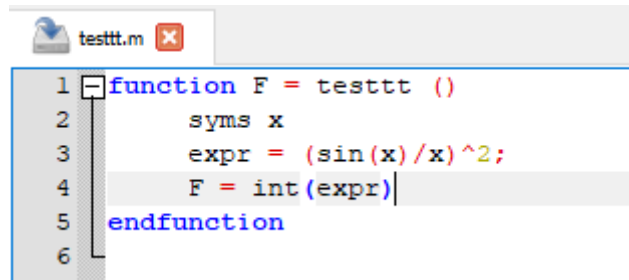 testtt.m
1 function F = testtt ()
2 syms x
3 expr = (sin(x)/x)^2;
4 F = int(expr)
5 endfunction
6